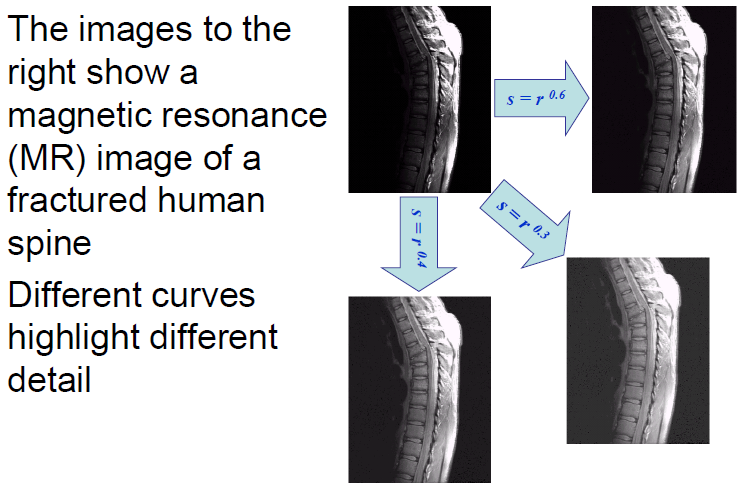 The images to the
right show a
magnetic resonance
(MR) image of a
fractured human
spine
Different curves
highlight different
detail
s = r 0.6
s = r 0.4
s = r 0.3